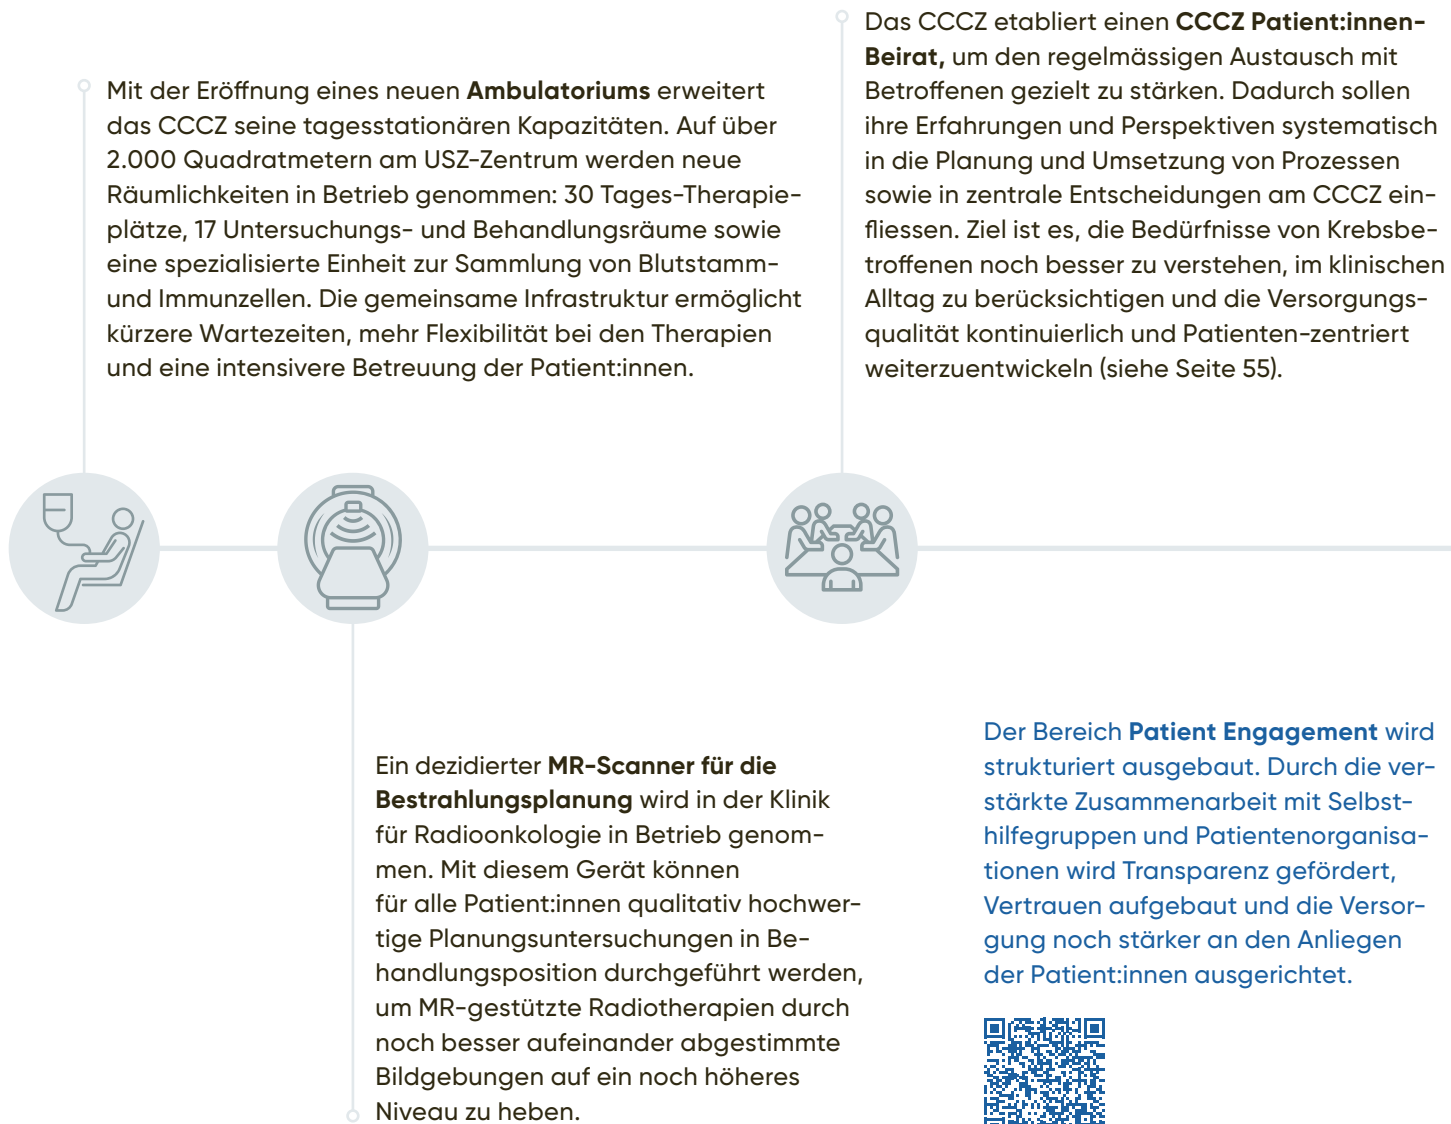 Mit der Eröffnung eines neuen Ambulatoriums erweitert
das CCCZ seine tagesstationären Kapazitäten. Auf über
2.000 Quadratmetern am USZ-Zentrum werden neue
Räumlichkeiten in Betrieb genommen: 30 Tages-Therapie-
plätze, 17 Untersuchungs- und Behandlungsräume sowie
eine spezialisierte Einheit zur Sammlung von Blutstamm-
und Immunzellen. Die gemeinsame Infrastruktur ermöglicht
kürzere Wartezeiten, mehr Flexibilität bei den Therapien
und eine intensivere Betreuung der Patient:innen.
Das CCCZ etabliert einen CCCZ Patient:innen-
Beirat, um den regelmässigen Austausch mit
Betroffenen gezielt zu stärken. Dadurch sollen
ihre Erfahrungen und Perspektiven systematisch
in die Planung und Umsetzung von Prozessen
sowie in zentrale Entscheidungen am CCCZ ein-
fliessen. Ziel ist es, die Bedürfnisse von Krebsbe-
troffenen noch besser zu verstehen, im klinischen
Alltag zu berücksichtigen und die Versorgungs-
qualität kontinuierlich und Patienten-zentriert
weiterzuentwickeln (siehe Seite 55).
Ein dezidierter MR-Scanner für die
Bestrahlungsplanung wird in der Klinik
für Radioonkologie in Betrieb genom-
men. Mit diesem Gerät können
für alle Patient:innen qualitativ hochwer-
tige Planungsuntersuchungen in Be-
handlungsposition durchgeführt werden,
um MR-gestützte Radiotherapien durch
noch besser aufeinander abgestimmte
Bildgebungen auf ein noch höheres
Niveau zu heben.
Der Bereich Patient Engagement wird
strukturiert ausgebaut. Durch die ver-
stärkte Zusammenarbeit mit Selbst-
hilfegruppen und Patientenorganisa-
tionen wird Transparenz gefördert,
Vertrauen aufgebaut und die Versor-
gung noch stärker an den Anliegen
der Patient:innen ausgerichtet.